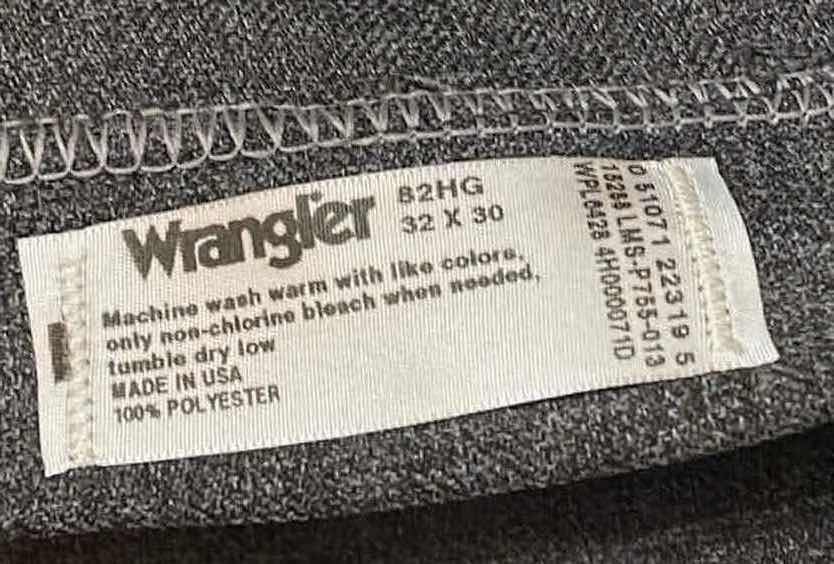 Wrangler
82HG
32 X 30
Machine wash warm with like colors,
only non-chlorine bleach when needed,
tumble dry low
MADE IN USA
100% POLYESTER
0 51071 22319 5
LMS-P755-013
WPL6428 4H000071D